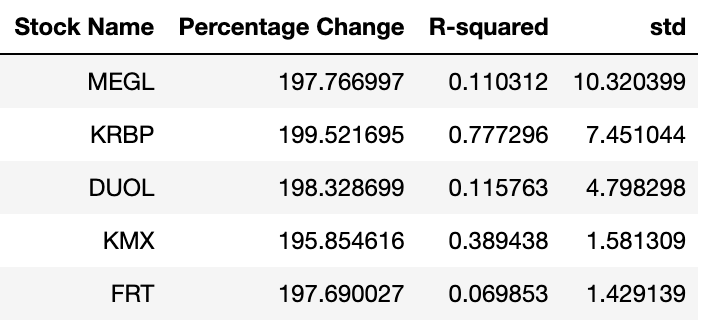 Stock Name Percentage Change R-squared std
MEGL 197.766997 0.110312 10.320399
KRBP 199.521695 0.777296 7.451044
DUOL 198.328699 0.115763 4.798298
KMX 195.854616 0.389438 1.581309
FRT 197.690027 0.069853 1.429139